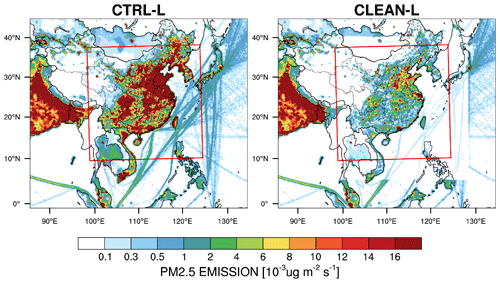 CTRL-L CLEAN-L
40°N 40°N
30°N 30°N
20°N 20°N
10°N 10°N
0° 0°
90°E 100°E 110°E 120°E 130°E 90°E 100°E 110°E 120°E 130°E
0.1 0.3 0.5 1 2 4 6 8 10 12 14 16
PM2.5 EMISSION [10⁻³ug m⁻² s⁻¹]